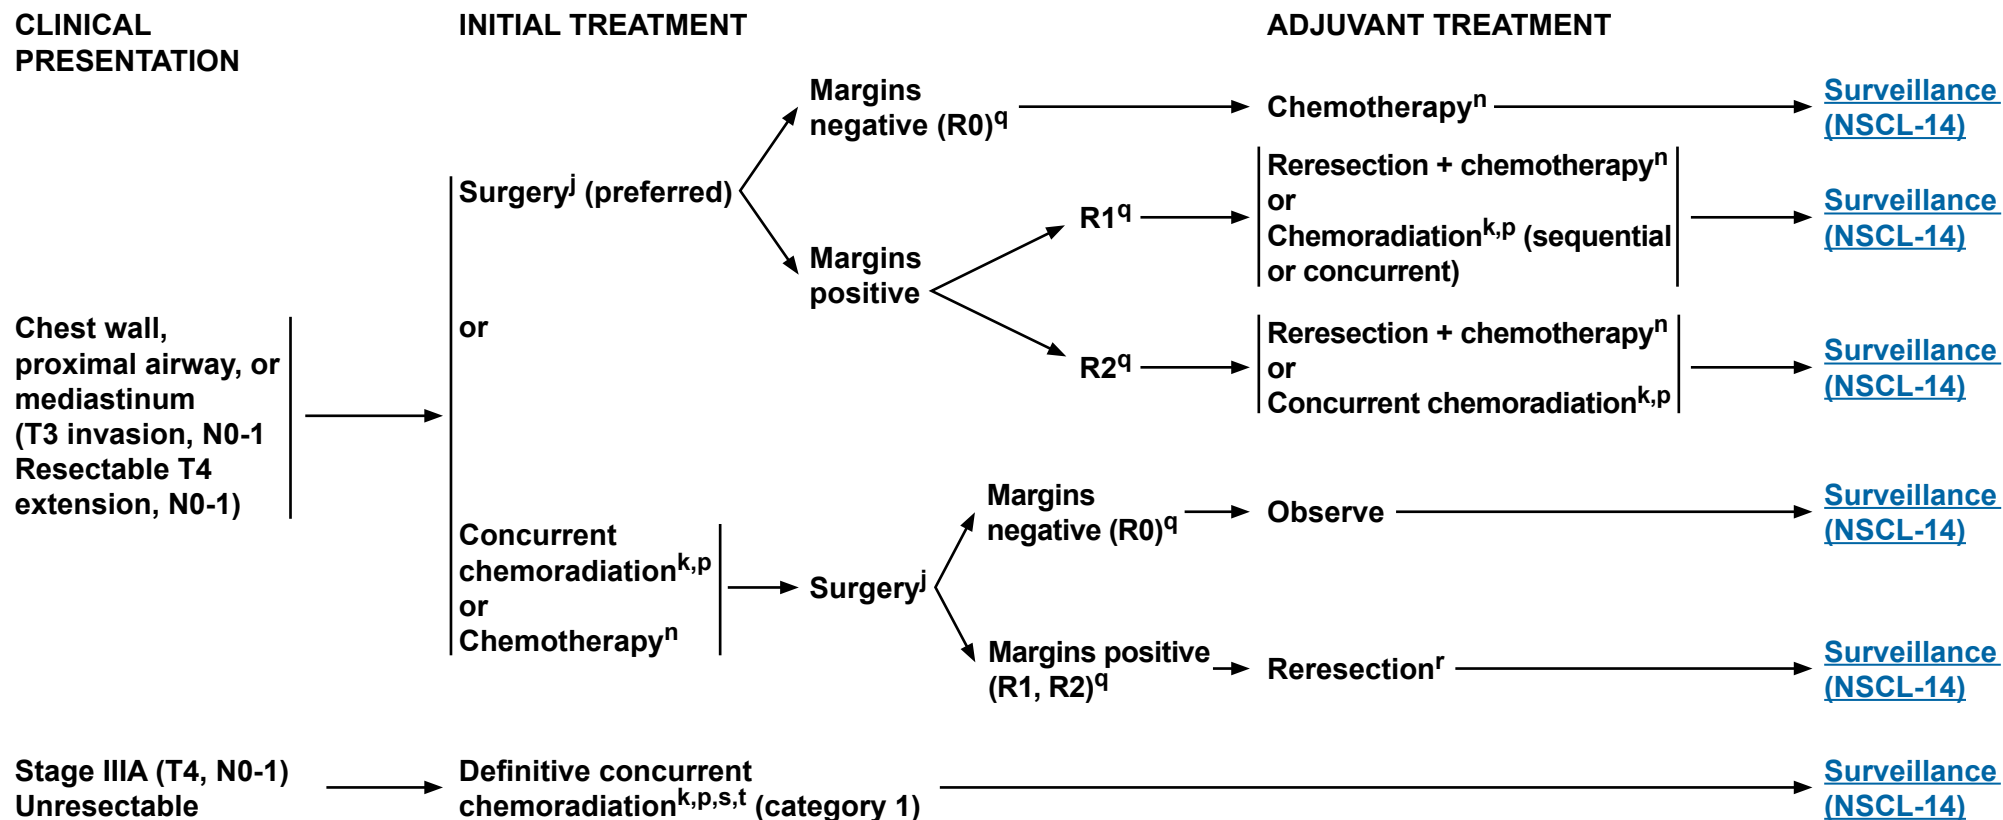 CLINICAL
PRESENTATION
INITIAL TREATMENT
ADJUVANT TREATMENT
Chest wall,
proximal airway, or
mediastinum
(T3 invasion, N0-1
Resectable T4
extension, N0-1)
Surgeryj (preferred)
or
Concurrent
chemoradiationk,p
or
Chemotherapyn
Margins
negative (R0)q
Chemotherapyn
Surveillance
(NSCL-14)
Margins
positive
R1q
Reresection + chemotherapyn
or
Chemoradiationk,p (sequential
or concurrent)
Surveillance
(NSCL-14)
R2q
Reresection + chemotherapyn
or
Concurrent chemoradiationk,p
Surveillance
(NSCL-14)
Surgeryj
Margins
negative (R0)q
Observe
Surveillance
(NSCL-14)
Margins positive
(R1, R2)q
Reresectionr
Surveillance
(NSCL-14)
Stage IIIA (T4, N0-1)
Unresectable
Definitive concurrent
chemoradiationk,p,s,t (category 1)
Surveillance
(NSCL-14)